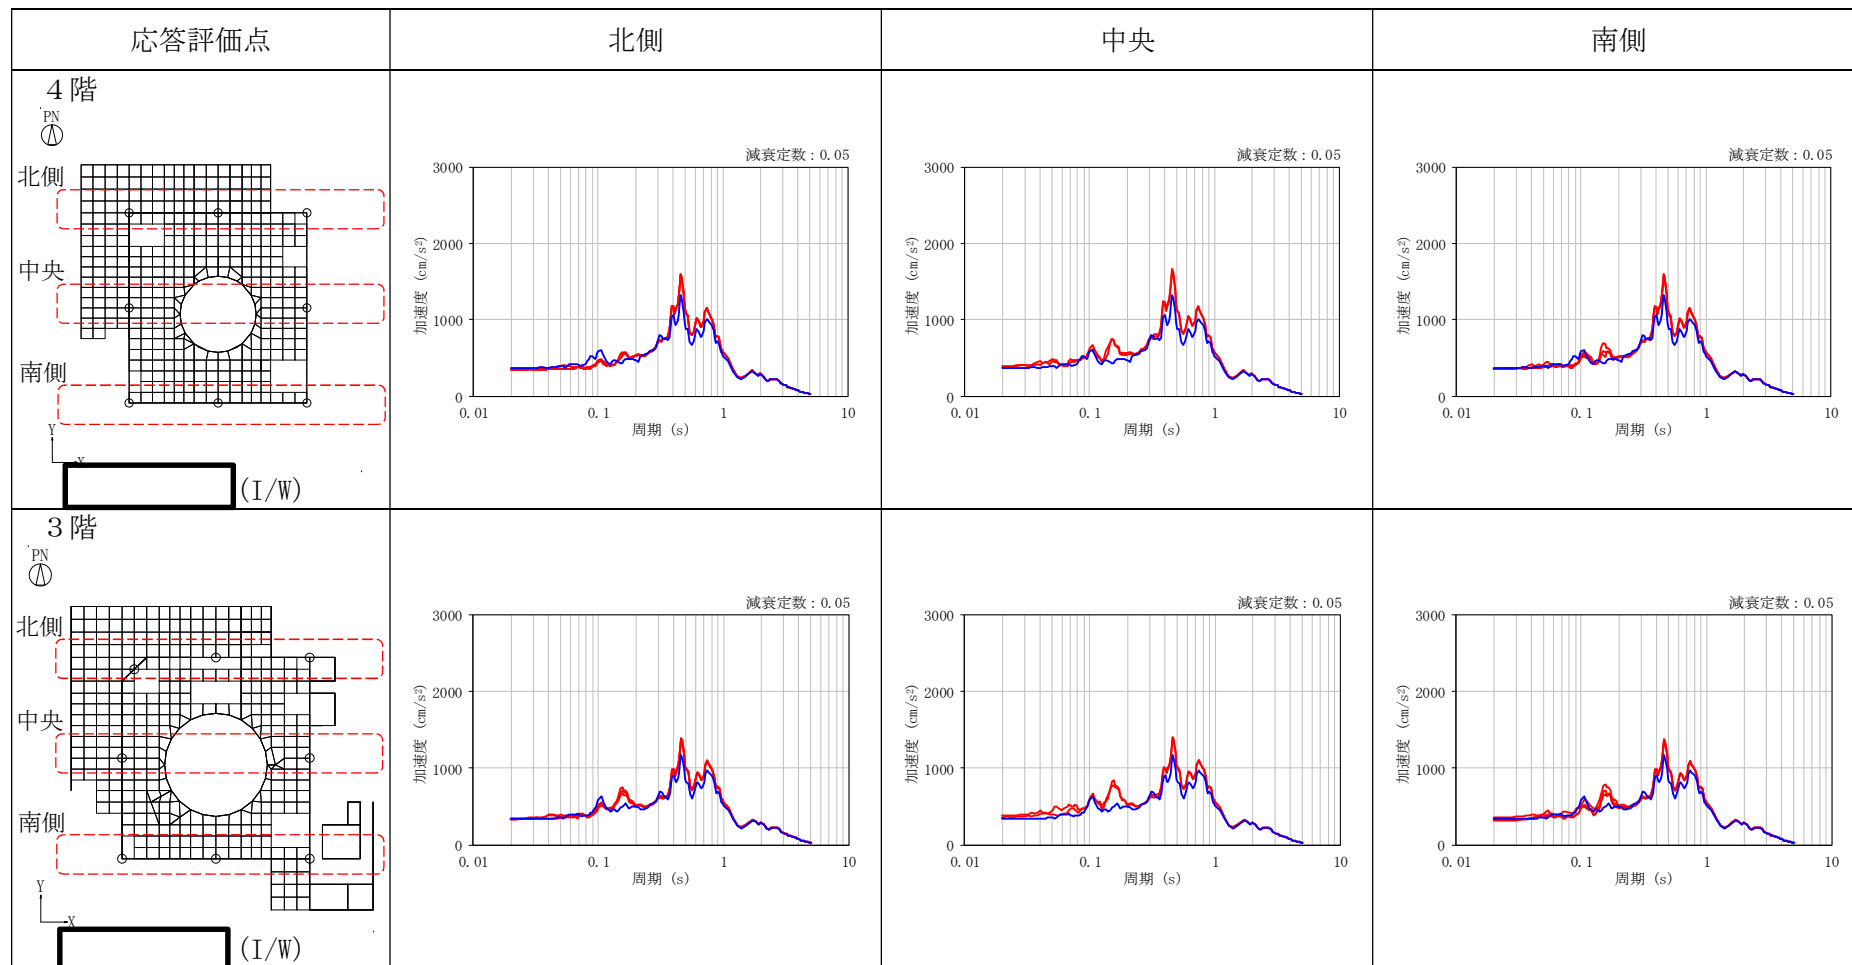 応答評価点 北側 中央 南側
4階
PN
北側
中央
南側
Y
X
(I/W)
減衰定数:0.05
3000
2000
1000
0
加速度 (cm/s²)
0.01 0.1 1 10
周期 (s)
減衰定数:0.05
3000
2000
1000
0
加速度 (cm/s²)
0.01 0.1 1 10
周期 (s)
減衰定数:0.05
3000
2000
1000
0
加速度 (cm/s²)
0.01 0.1 1 10
周期 (s)
3階
PN
北側
中央
南側
Y
X
(I/W)
減衰定数:0.05
3000
2000
1000
0
加速度 (cm/s²)
0.01 0.1 1 10
周期 (s)
減衰定数:0.05
3000
2000
1000
0
加速度 (cm/s²)
0.01 0.1 1 10
周期 (s)
減衰定数:0.05
3000
2000
1000
0
加速度 (cm/s²)
0.01 0.1 1 10
周期 (s)